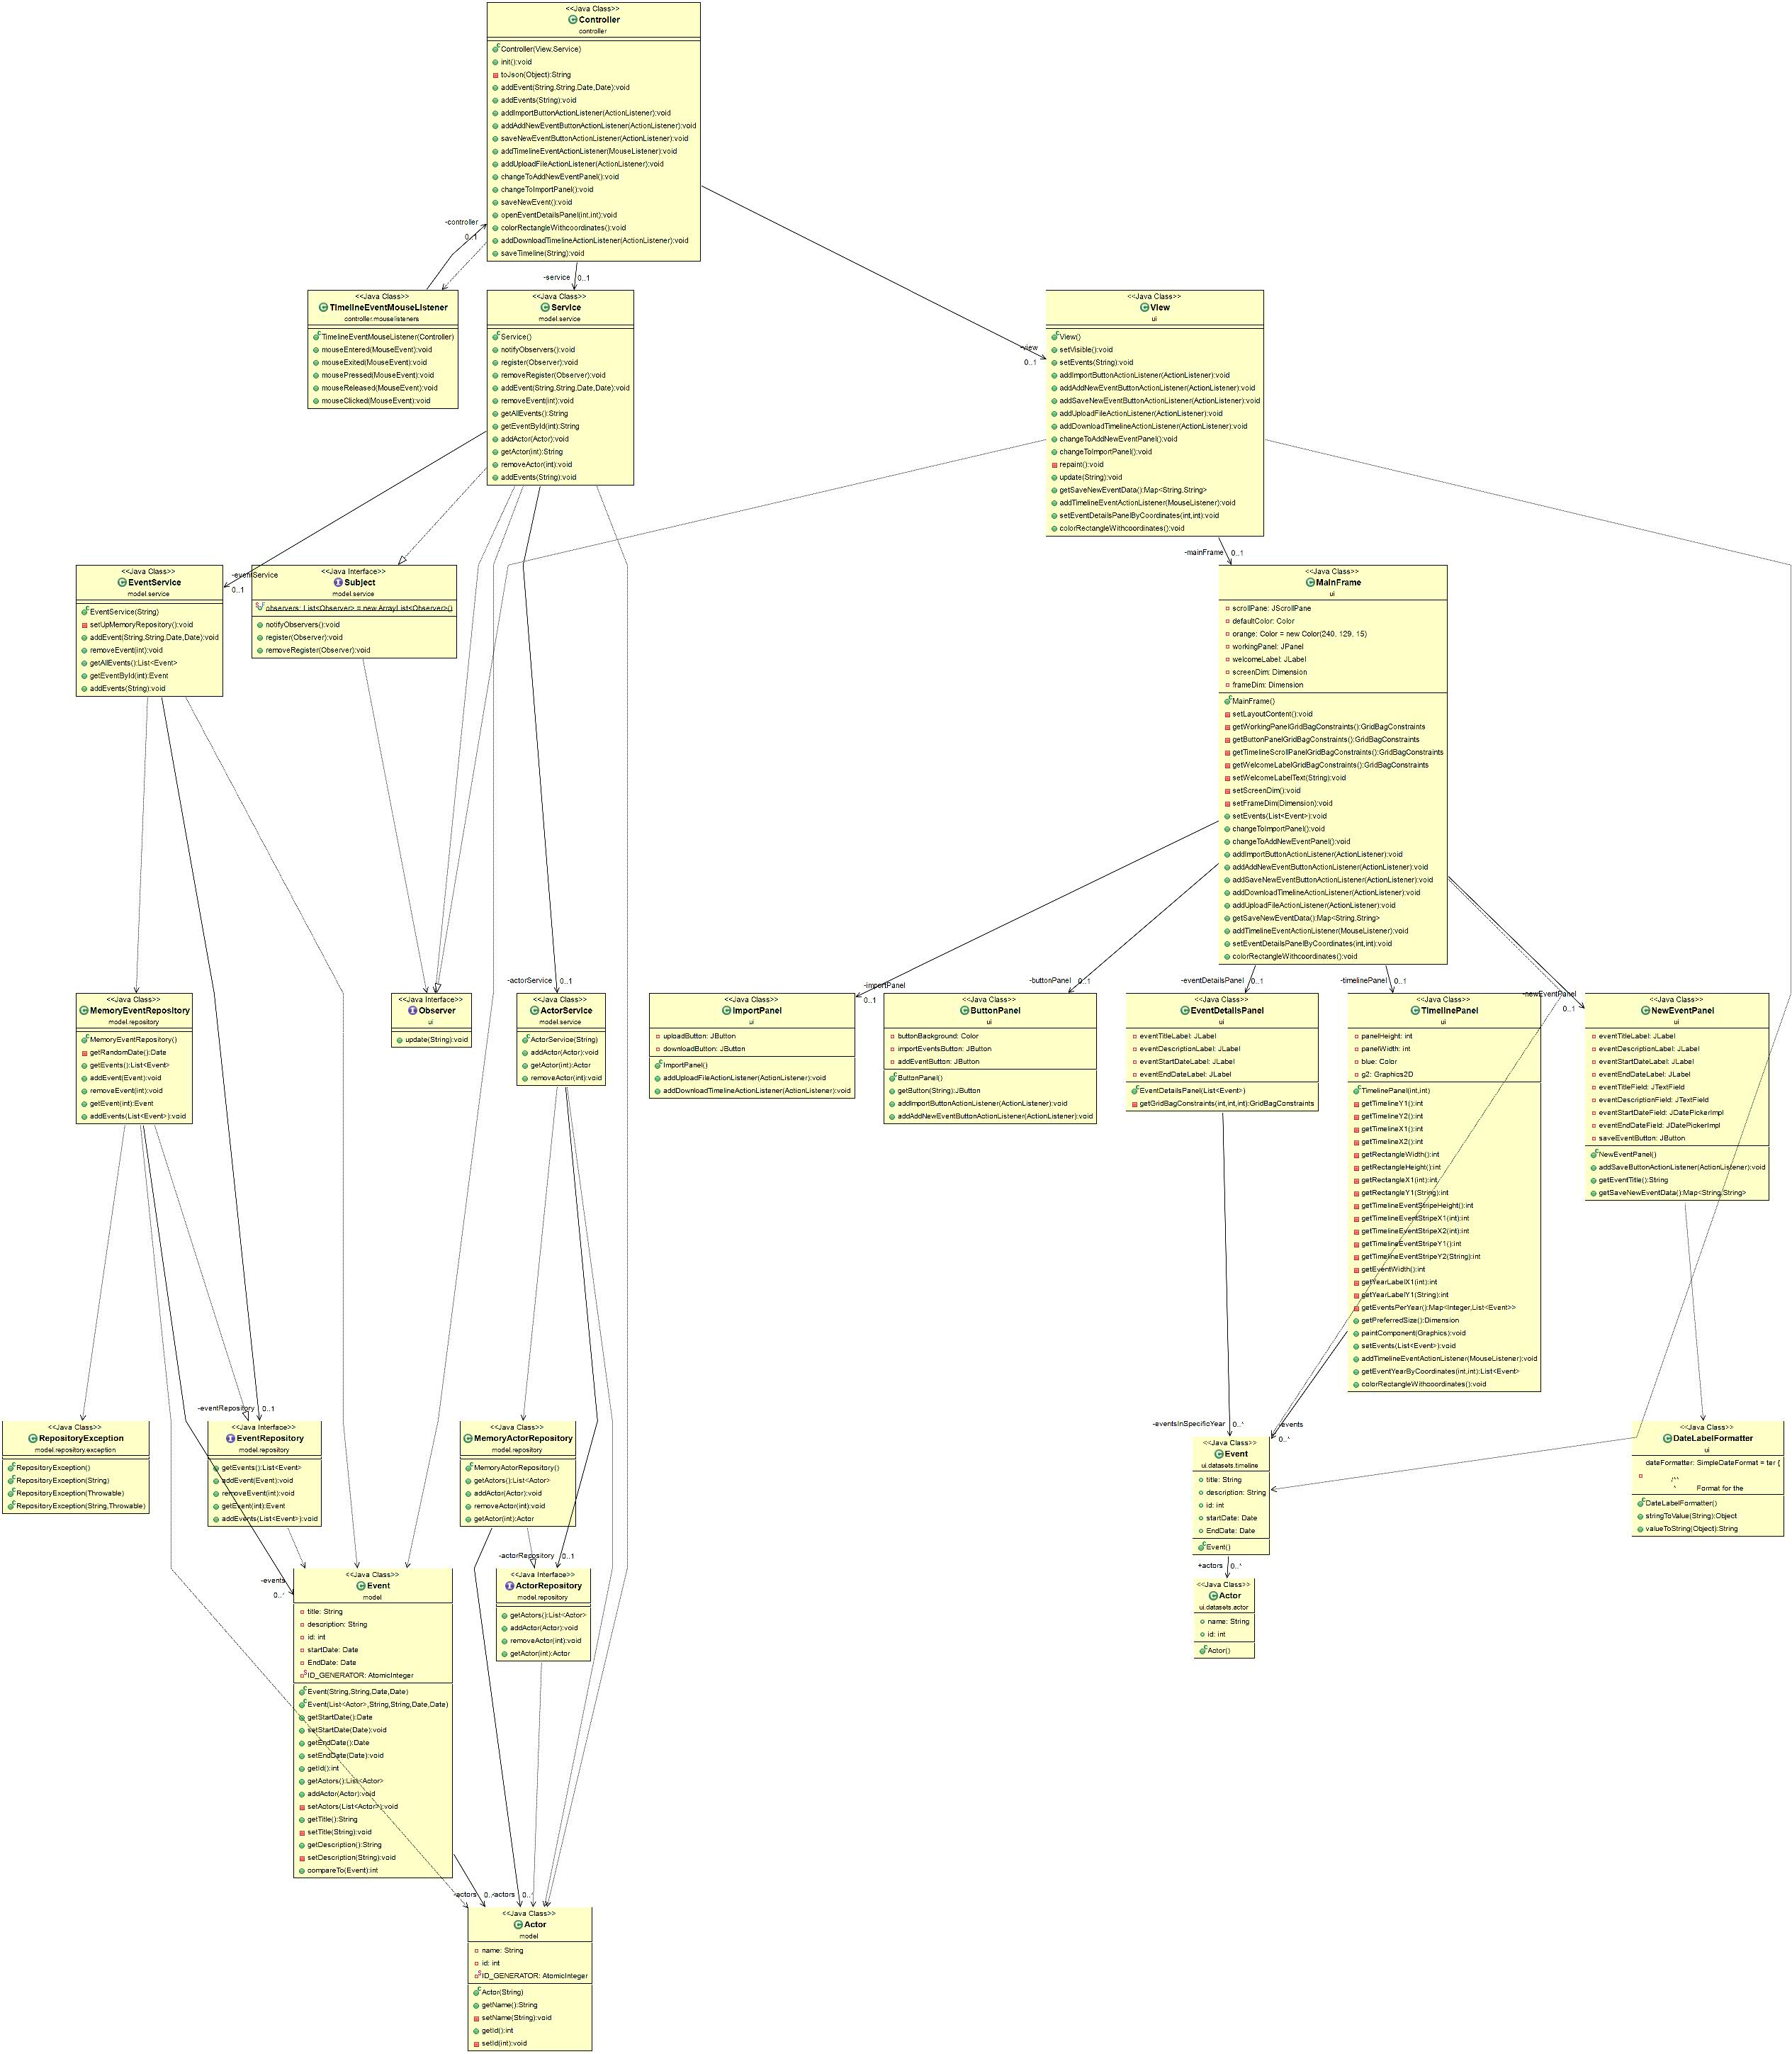 <<Java Class>>
Controller
controller
Controller(View,Service)
init():void
toJson(Object):String
addEvent(String,String,Date,Date):void
addEvents(String):void
addImportButtonActionListener(ActionListener):void
addAddNewEventButtonActionListener(ActionListener):void
saveNewEventButtonActionListener(ActionListener):void
addTimelineEventActionListener(MouseListener):void
addUploadFileActionListener(ActionListener):void
changeToAddNewEventPanel():void
changeToImportPanel():void
saveNewEvent():void
openEventDetailsPanel(int,int):void
colorRectangleWithcoordinates():void
addDownloadTimelineActionListener(ActionListener):void
saveTimeline(String):void
-controller
0..1
-service 0..1
-view
0..1
<<Java Class>>
TimelineEventMouseListener
controller.mouselisteners
TimelineEventMouseListener(Controller)
mouseEntered(MouseEvent):void
mouseExited(MouseEvent):void
mousePressed(MouseEvent):void
mouseReleased(MouseEvent):void
mouseClicked(MouseEvent):void
<<Java Class>>
Service
model.service
Service()
notifyObservers():void
register(Observer):void
removeRegister(Observer):void
addEvent(String,String,Date,Date):void
removeEvent(int):void
getAllEvents():String
getEventById(int):String
addActor(Actor):void
getActor(int):String
removeActor(int):void
addEvents(String):void
<<Java Class>>
View
ui
View()
setVisible():void
setEvents(String):void
addImportButtonActionListener(ActionListener):void
addAddNewEventButtonActionListener(ActionListener):void
addSaveNewEventButtonActionListener(ActionListener):void
addUploadFileActionListener(ActionListener):void
addDownloadTimelineActionListener(ActionListener):void
changeToAddNewEventPanel():void
changeToImportPanel():void
repaint():void
update(String):void
getSaveNewEventData():Map<String,String>
addTimelineEventActionListener(MouseListener):void
setEventDetailsPanelByCoordinates(int,int):void
colorRectangleWithcoordinates():void
-mainFrame 0..1
<<Java Class>>
EventService
model.service
EventService(String)
setUpMemoryRepository():void
addEvent(String,String,Date,Date):void
removeEvent(int):void
getAllEvents():List<Event>
getEventById(int):Event
addEvents(String):void
-eventService
0..1
<<Java Interface>>
Subject
model.service
observers: List<Observer> = new ArrayList<Observer>()
notifyObservers():void
register(Observer):void
removeRegister(Observer):void
<<Java Class>>
MainFrame
ui
scrollPane: JScrollPane
defaultColor: Color
orange: Color = new Color(240, 129, 15)
workingPanel: JPanel
welcomeLabel: JLabel
screenDim: Dimension
frameDim: Dimension
MainFrame()
setLayoutContent():void
getWorkingPanelGridBagConstraints():GridBagConstraints
getButtonPanelGridBagConstraints():GridBagConstraints
getTimelineScrollPanelGridBagConstraints():GridBagConstraints
getWelcomeLabelGridBagConstraints():GridBagConstraints
setWelcomeLabelText(String):void
setScreenDim():void
setFrameDim(Dimension):void
setEvents(List<Event>):void
changeToImportPanel():void
changeToAddNewEventPanel():void
addImportButtonActionListener(ActionListener):void
addAddNewEventButtonActionListener(ActionListener):void
addSaveNewEventButtonActionListener(ActionListener):void
addDownloadTimelineActionListener(ActionListener):void
addUploadFileActionListener(ActionListener):void
getSaveNewEventData():Map<String,String>
addTimelineEventActionListener(MouseListener):void
setEventDetailsPanelByCoordinates(int,int):void
colorRectangleWithcoordinates():void
-actorService 0..1
-importPanel
0..1
-buttonPanel 0..1
-eventDetailsPanel 0..1
-timelinePanel 0..1
-newEventPanel
0..1
<<Java Class>>
MemoryEventRepository
model.repository
MemoryEventRepository()
getRandomDate():Date
getEvents():List<Event>
addEvent(Event):void
removeEvent(int):void
getEvent(int):Event
addEvents(List<Event>):void
<<Java Interface>>
Observer
ui
update(String):void
<<Java Class>>
ActorService
model.service
ActorService(String)
addActor(Actor):void
getActor(int):Actor
removeActor(int):void
<<Java Class>>
ImportPanel
ui
uploadButton: JButton
downloadButton: JButton
ImportPanel()
addUploadFileActionListener(ActionListener):void
addDownloadTimelineActionListener(ActionListener):void
<<Java Class>>
ButtonPanel
ui
buttonBackground: Color
importEventsButton: JButton
addEventButton: JButton
ButtonPanel()
getButton(String):JButton
addImportButtonActionListener(ActionListener):void
addAddNewEventButtonActionListener(ActionListener):void
<<Java Class>>
EventDetailsPanel
ui
eventTitleLabel: JLabel
eventDescriptionLabel: JLabel
eventStartDateLabel: JLabel
eventEndDateLabel: JLabel
EventDetailsPanel(List<Event>)
getGridBagConstraints(int,int,int):GridBagConstraints
<<Java Class>>
TimelinePanel
ui
panelHeight: int
panelWidth: int
blue: Color
g2: Graphics2D
TimelinePanel(int,int)
getTimelineY1():int
getTimelineY2():int
getTimelineX1():int
getTimelineX2():int
getRectangleWidth():int
getRectangleHeight():int
getRectangleX1(int):int
getRectangleY1(String):int
getTimelineEventStripeHeight():int
getTimelineEventStripeX1(int):int
getTimelineEventStripeX2(int):int
getTimelineEventStripeY1():int
getTimelineEventStripeY2(String):int
getEventWidth():int
getYearLabelX1(int):int
getYearLabelY1(String):int
getEventsPerYear():Map<Integer,List<Event>>
getPreferredSize():Dimension
paintComponent(Graphics):void
setEvents(List<Event>):void
addTimelineEventActionListener(MouseListener):void
getEventYearByCoordinates(int,int):List<Event>
colorRectangleWithcoordinates():void
<<Java Class>>
NewEventPanel
ui
eventTitleLabel: JLabel
eventDescriptionLabel: JLabel
eventStartDateLabel: JLabel
eventEndDateLabel: JLabel
eventTitleField: JTextField
eventDescriptionField: JTextField
eventStartDateField: JDatePickerImpl
eventEndDateField: JDatePickerImpl
saveEventButton: JButton
NewEventPanel()
addSaveButtonActionListener(ActionListener):void
getEventTitle():String
getSaveNewEventData():Map<String,String>
-eventRepository 0..1
-eventsInSpecificYear 0..*
-events
0..*
<<Java Class>>
RepositoryException
model.repository.exception
RepositoryException()
RepositoryException(String)
RepositoryException(Throwable)
RepositoryException(String,Throwable)
<<Java Interface>>
EventRepository
model.repository
getEvents():List<Event>
addEvent(Event):void
removeEvent(int):void
getEvent(int):Event
addEvents(List<Event>):void
<<Java Class>>
MemoryActorRepository
model.repository
MemoryActorRepository()
getActors():List<Actor>
addActor(Actor):void
removeActor(int):void
getActor(int):Actor
<<Java Class>>
Event
ui.datasets.timeline
title: String
description: String
id: int
startDate: Date
EndDate: Date
Event()
+actors 0..*
<<Java Class>>
DateLabelFormatter
ui
dateFormatter: SimpleDateFormat = ter {
/**
* Format for the
DateLabelFormatter()
stringToValue(String):Object
valueToString(Object):String
-actorRepository 0..1
-events
0..*
<<Java Class>>
Event
model
title: String
description: String
id: int
startDate: Date
EndDate: Date
ID_GENERATOR: AtomicInteger
Event(String,String,Date,Date)
Event(List<Actor>,String,String,Date,Date)
getStartDate():Date
setStartDate(Date):void
getEndDate():Date
setEndDate(Date):void
getId():int
getActors():List<Actor>
addActor(Actor):void
setActors(List<Actor>):void
getTitle():String
setTitle(String):void
getDescription():String
setDescription(String):void
compareTo(Event):int
<<Java Interface>>
ActorRepository
model.repository
getActors():List<Actor>
addActor(Actor):void
removeActor(int):void
getActor(int):Actor
<<Java Class>>
Actor
ui.datasets.actor
name: String
id: int
Actor()
-actors 0.. -actors 0..*
<<Java Class>>
Actor
model
name: String
id: int
ID_GENERATOR: AtomicInteger
Actor(String)
getName():String
setName(String):void
getId():int
setId(int):void